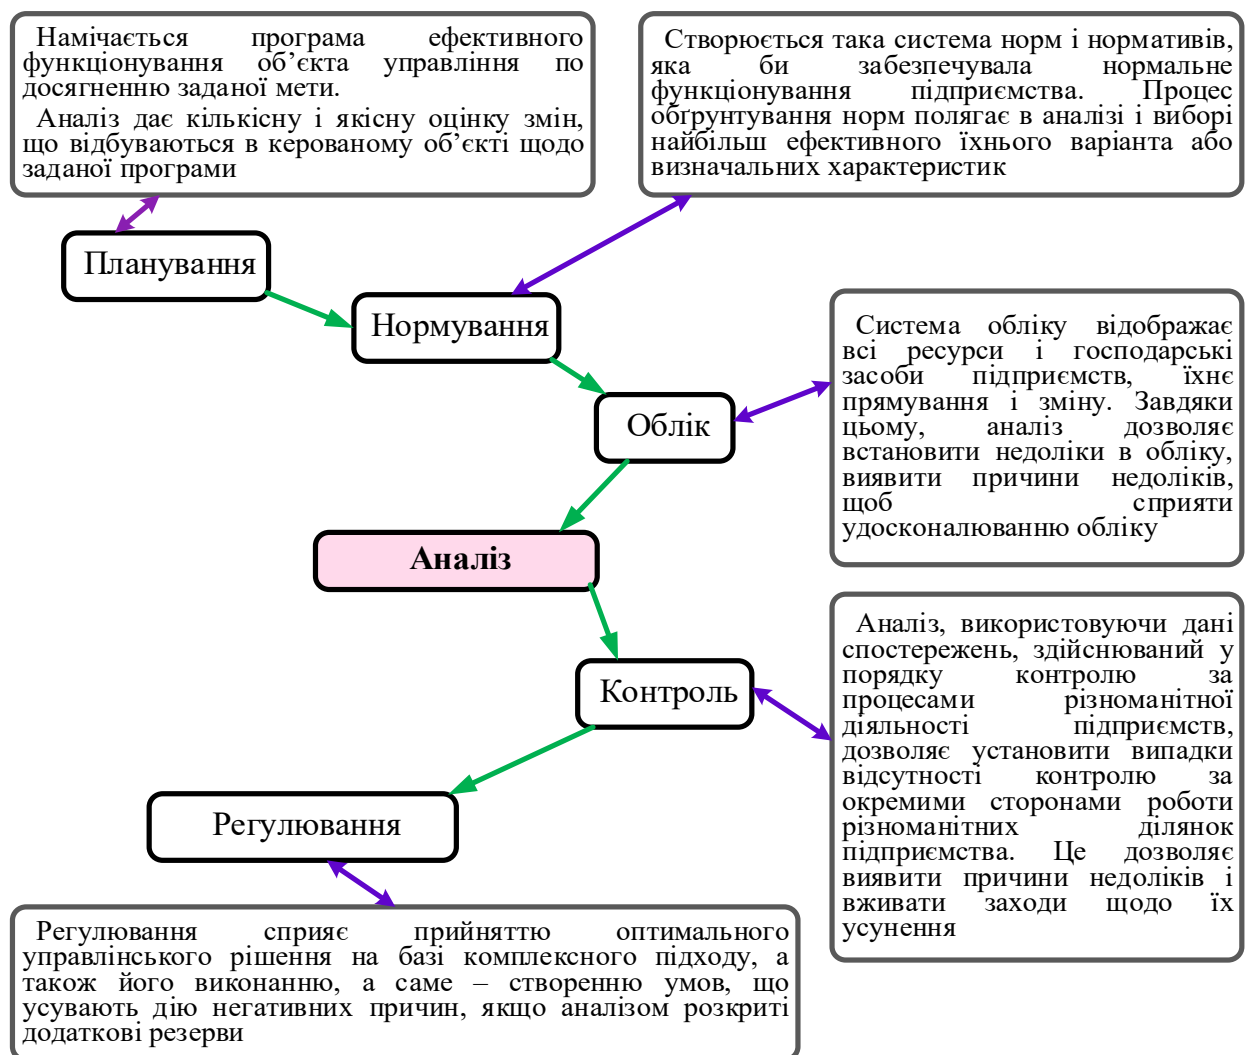 Намічається програма ефективного
функціонування об’єкта управління по
досягненню заданої мети.
Аналіз дає кількісну і якісну оцінку змін,
що відбуваються в керованому об’єкті щодо
заданої програми
Створюється така система норм і нормативів,
яка би забезпечувала нормальне
функціонування підприємства. Процес
обґрунтування норм полягає в аналізі і виборі
найбільш ефективного їхнього варіанта або
визначальних характеристик
Планування
Нормування
Облік
Система обліку відображає
всі ресурси і господарські
засоби підприємств, їхнє
прямування і зміну. Завдяки
цьому, аналіз дозволяє
встановити недоліки в обліку,
виявити причини недоліків,
щоб сприяти
удосконалюванню обліку
Аналіз
Контроль
Аналіз, використовуючи дані
спостережень, здійснюваний у
порядку контролю за
процесами різноманітної
діяльності підприємств,
дозволяє установити випадки
відсутності контролю за
окремими сторонами роботи
різноманітних ділянок
підприємства. Це дозволяє
виявити причини недоліків і
вживати заходи щодо їх
усунення
Регулювання
Регулювання сприяє прийняттю оптимального
управлінського рішення на базі комплексного підходу, а
також його виконанню, а саме – створенню умов, що
усувають дію негативних причин, якщо аналізом розкриті
додаткові резерви